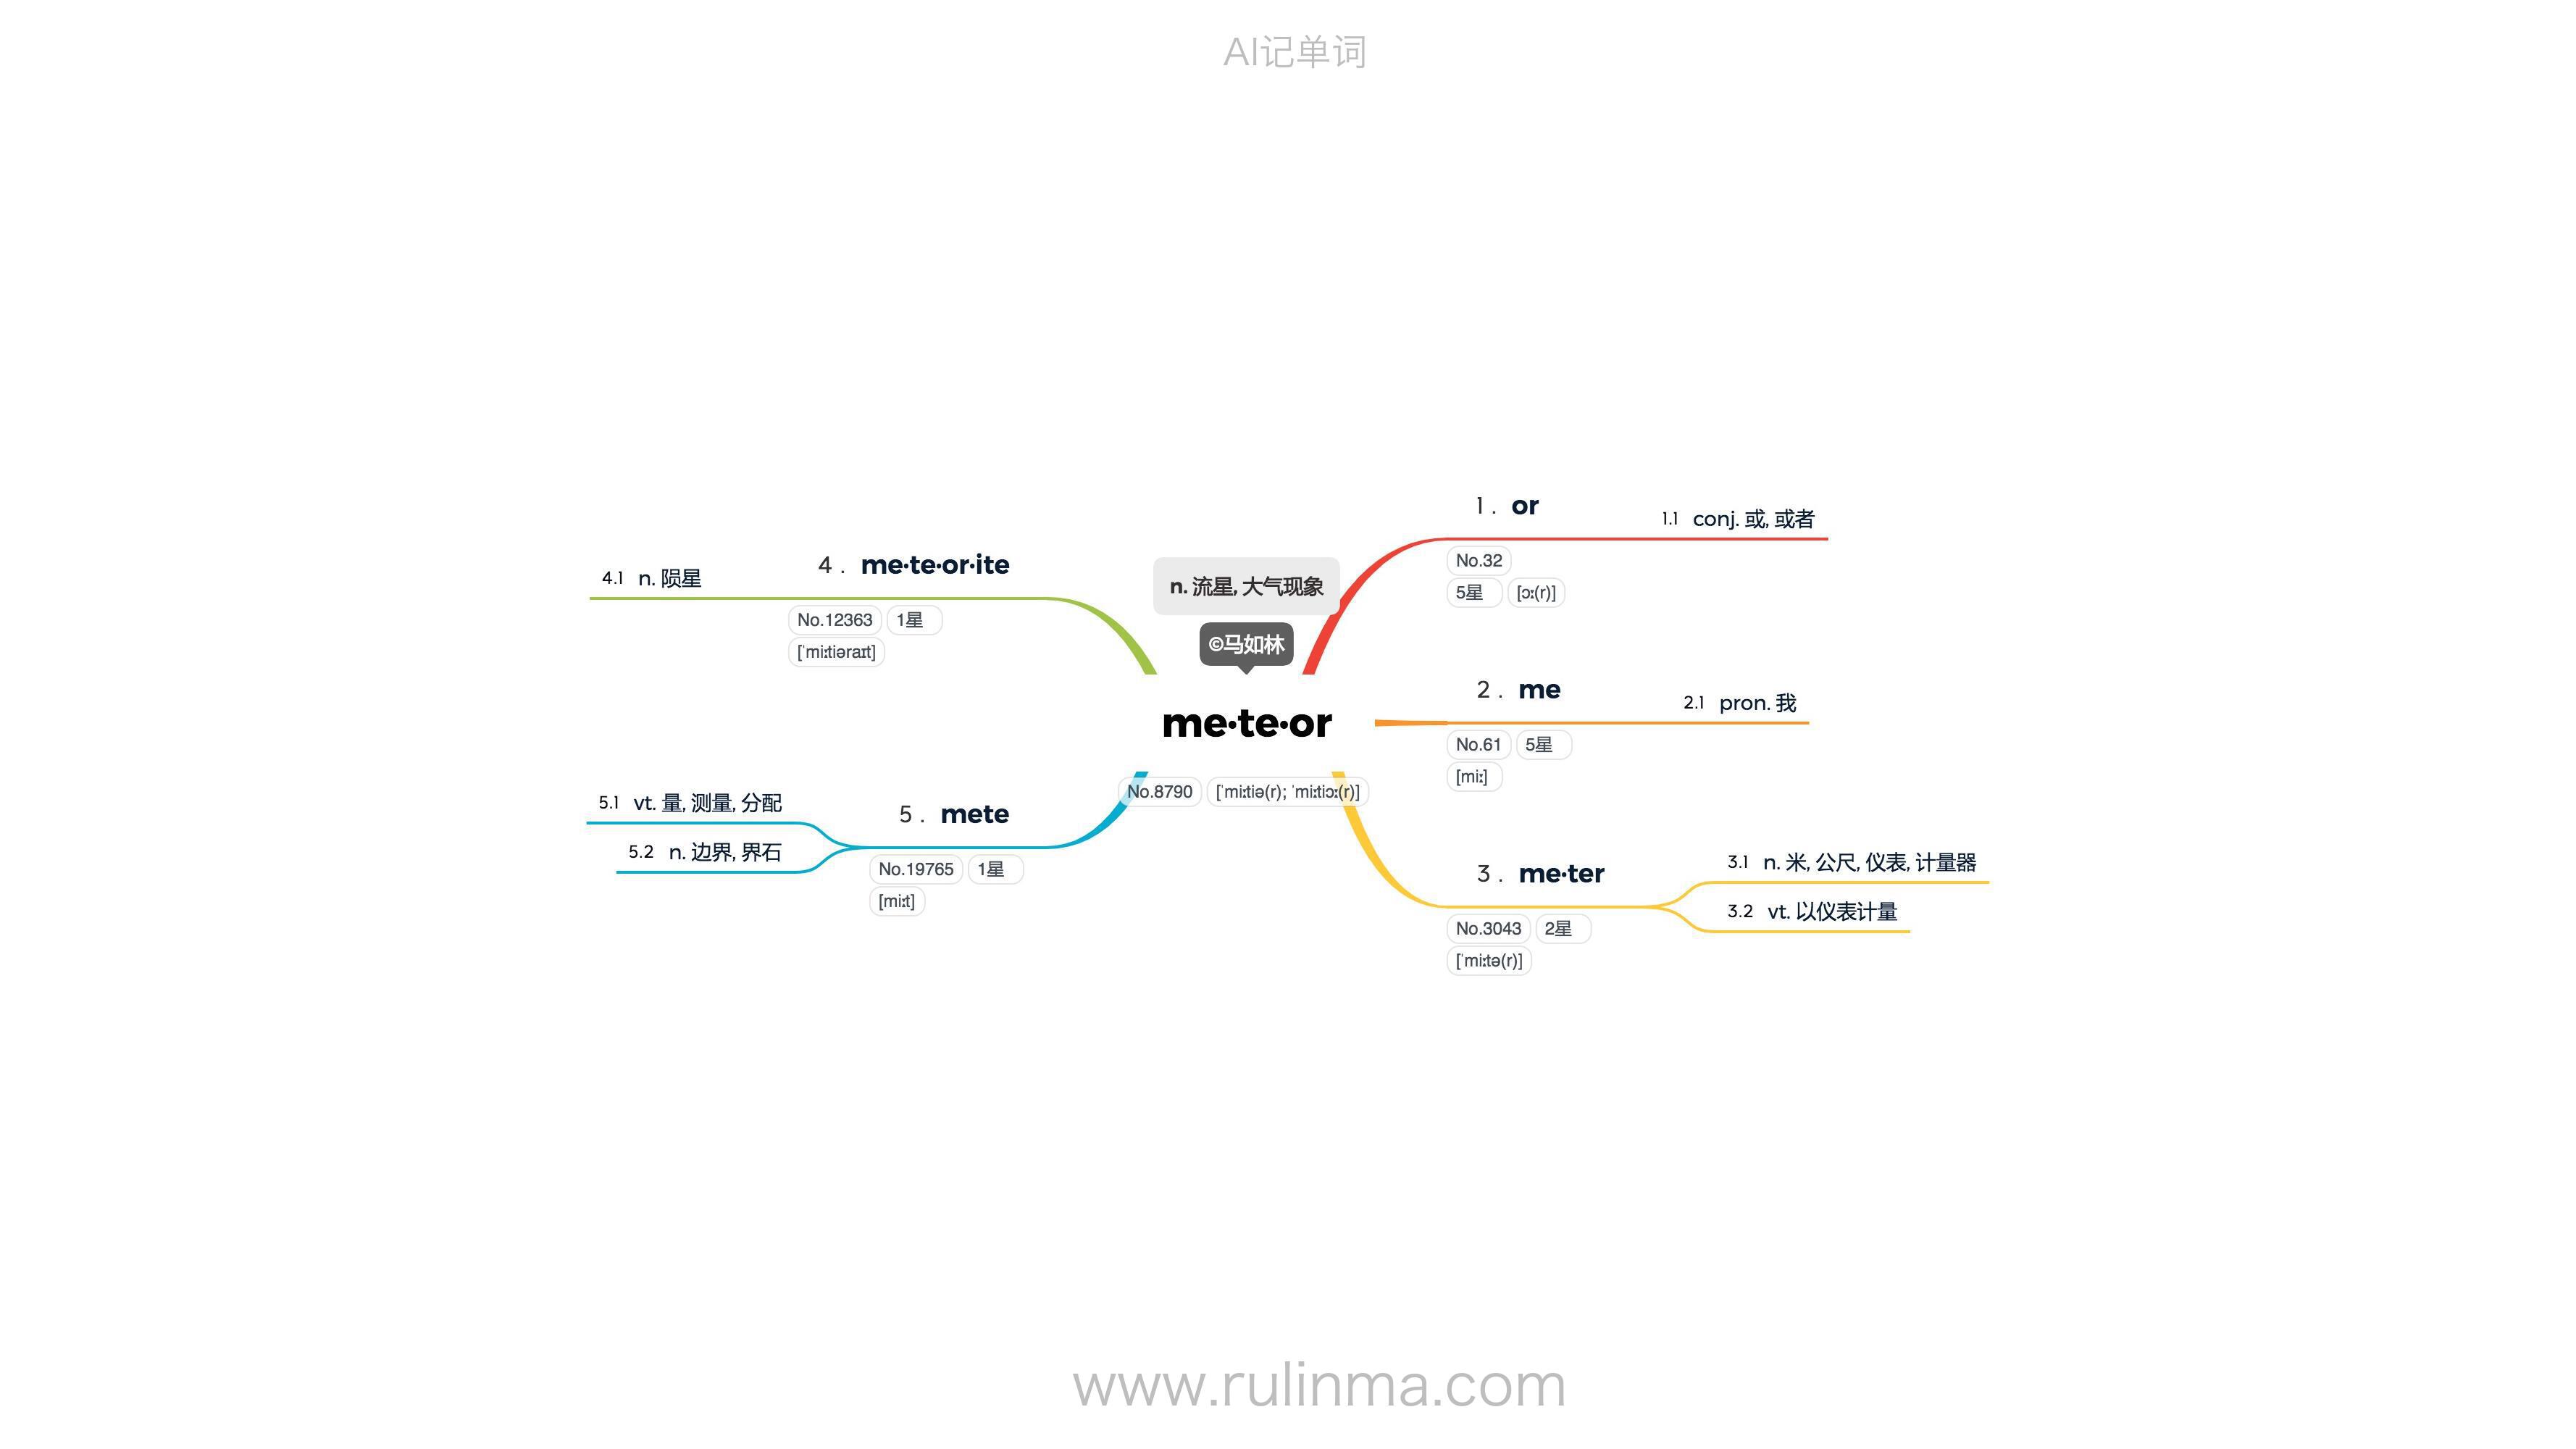 AI记单词
n. 流星, 大气现象
©马如林
me·te·or
No.8790 [ˈmiːtiə(r); ˈmiːtiɔː(r)]
1 . or
1.1 conj. 或, 或者
No.32
5星 [ɔː(r)]
2 . me
2.1 pron. 我
No.61 5星
[miː]
3 . me·ter
3.1 n. 米, 公尺, 仪表, 计量器
3.2 vt. 以仪表计量
No.3043 2星
[ˈmiːtə(r)]
4 . me·te·or·ite
4.1 n. 陨星
No.12363 1星
[ˈmiːtiəraɪt]
5 . mete
5.1 vt. 量, 测量, 分配
5.2 n. 边界, 界石
No.19765 1星
[miːt]
www.rulinma.com